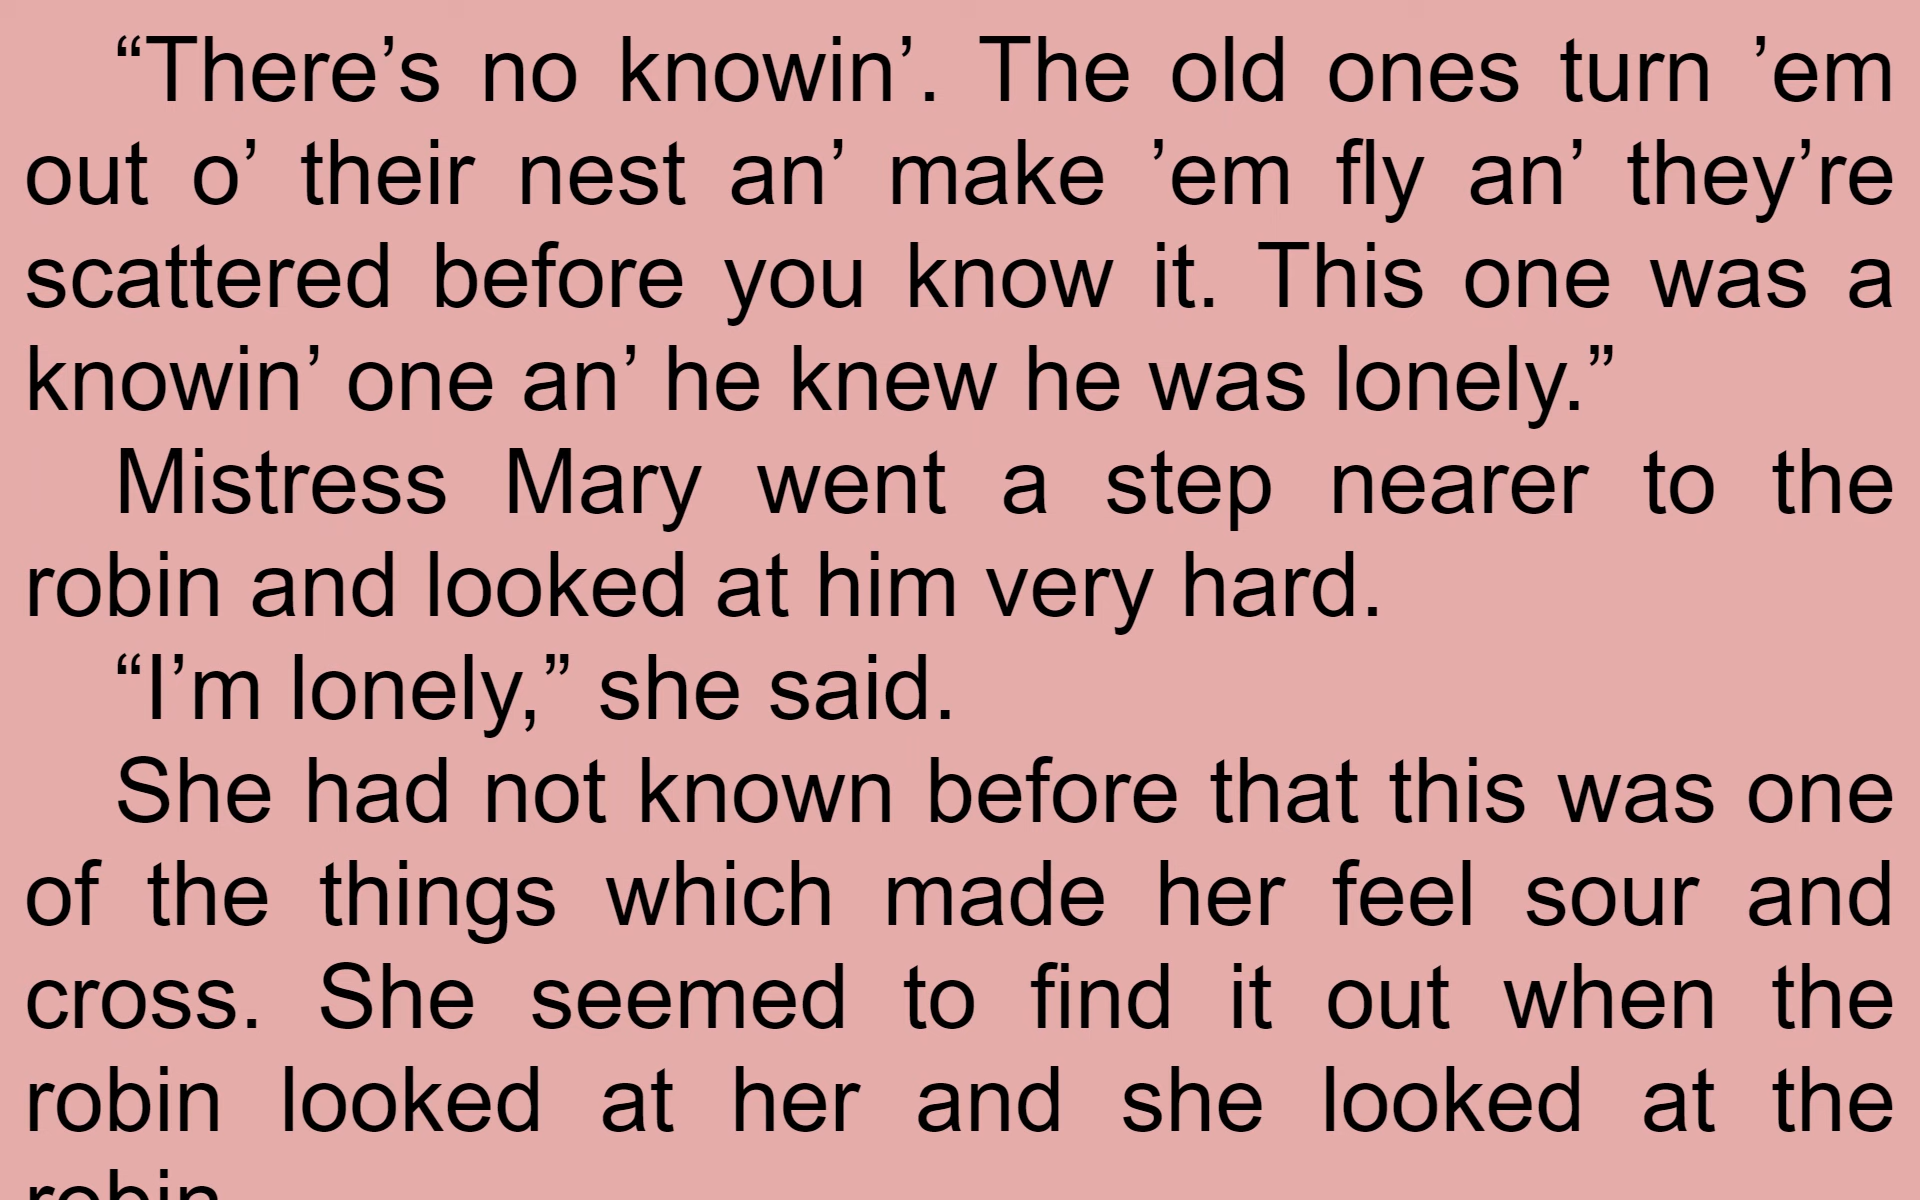 “There’s no knowin’. The old ones turn ’em
out o’ their nest an’ make ’em fly an’ they’re
scattered before you know it. This one was a
knowin’ one an’ he knew he was lonely.”
Mistress Mary went a step nearer to the
robin and looked at him very hard.
“I’m lonely,” she said.
She had not known before that this was one
of the things which made her feel sour and
cross. She seemed to find it out when the
robin looked at her and she looked at the
robin